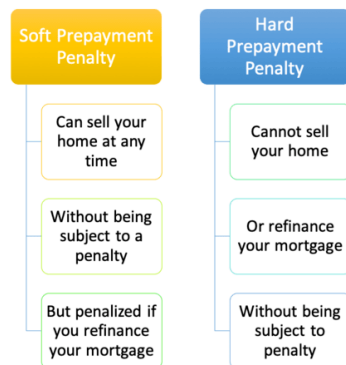 Soft Prepayment
Penalty
Can sell your
home at any
time
Without being
subject to a
penalty
But penalized if
you refinance
your mortgage
Hard
Prepayment
Penalty
Cannot sell
your home
Or refinance
your mortgage
Without being
subject to
penalty